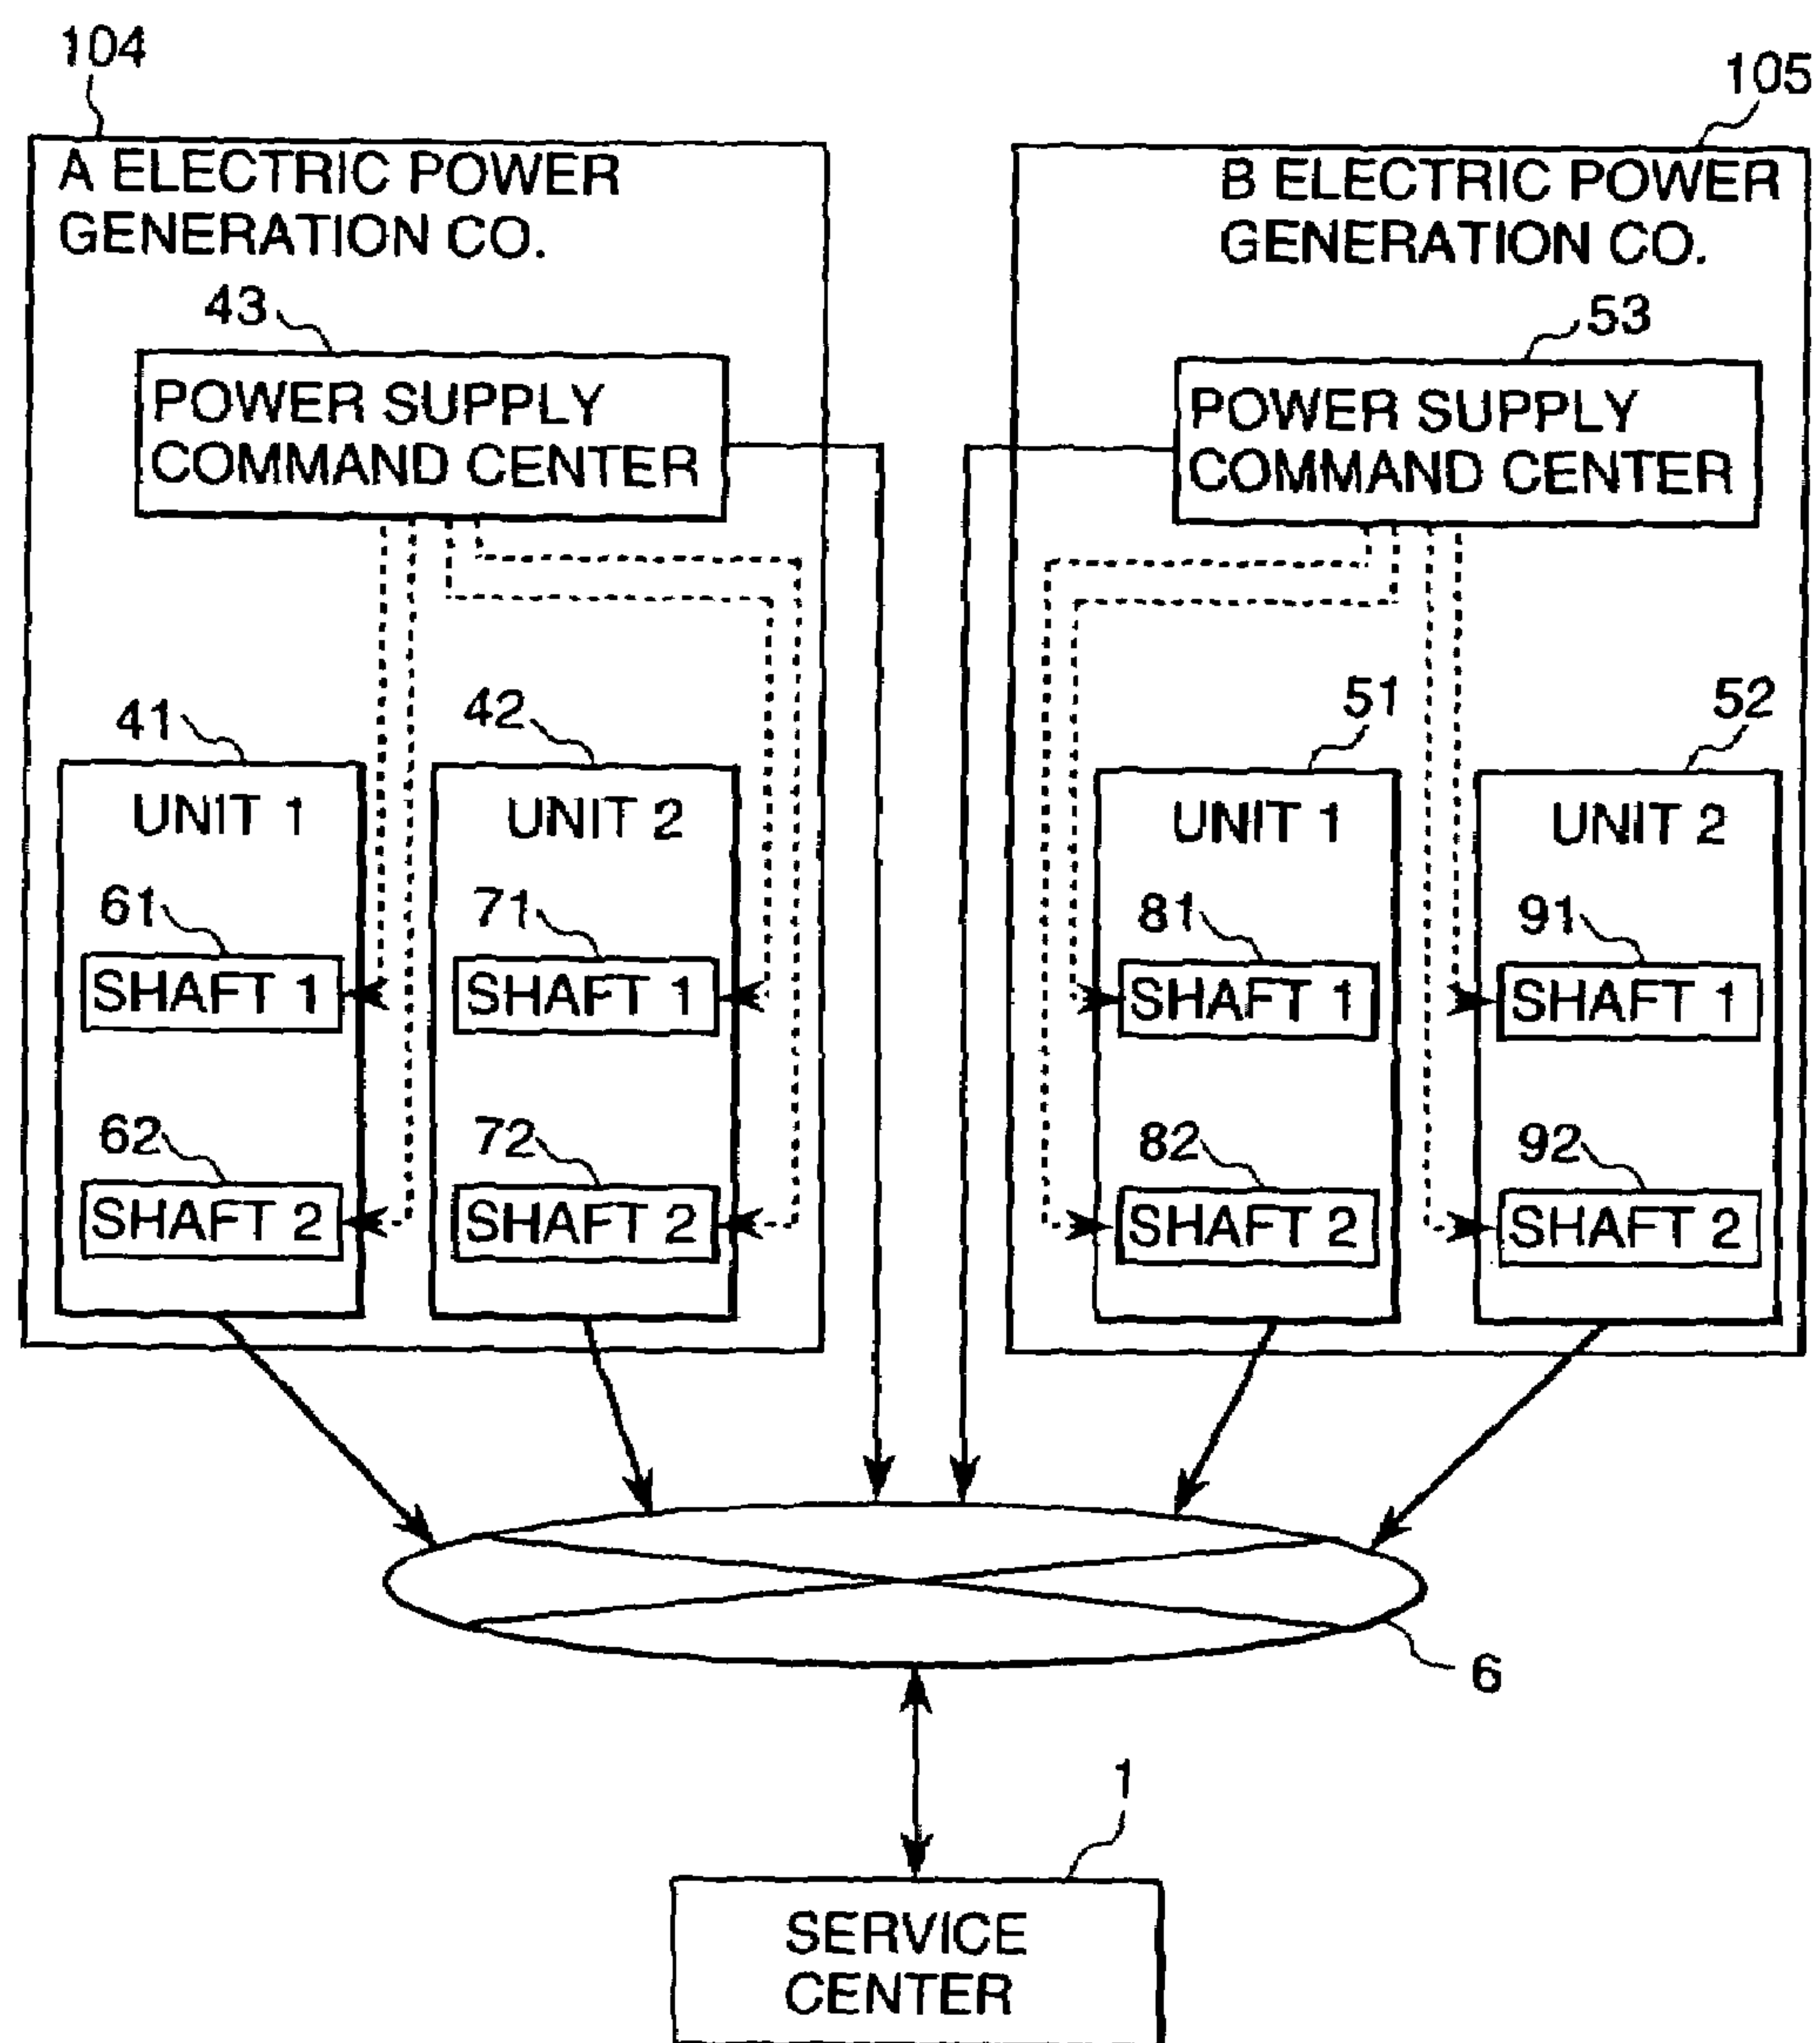 104
105
A ELECTRIC POWER
GENERATION CO.
B ELECTRIC POWER
GENERATION CO.
43
53
POWER SUPPLY
COMMAND CENTER
POWER SUPPLY
COMMAND CENTER
41
42
51
52
UNIT 1
UNIT 2
UNIT 1
UNIT 2
61
71
81
91
SHAFT 1
SHAFT 1
SHAFT 1
SHAFT 1
62
72
82
92
SHAFT 2
SHAFT 2
SHAFT 2
SHAFT 2
6
1
SERVICE
CENTER